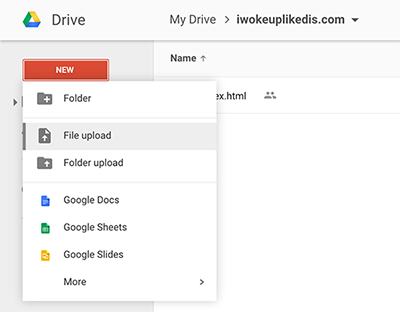 Drive
My Drive > iwokeuplikedis.com
NEW
Name ↑
Folder
ex.html
File upload
Folder upload
Google Docs
Google Sheets
Google Slides
More >